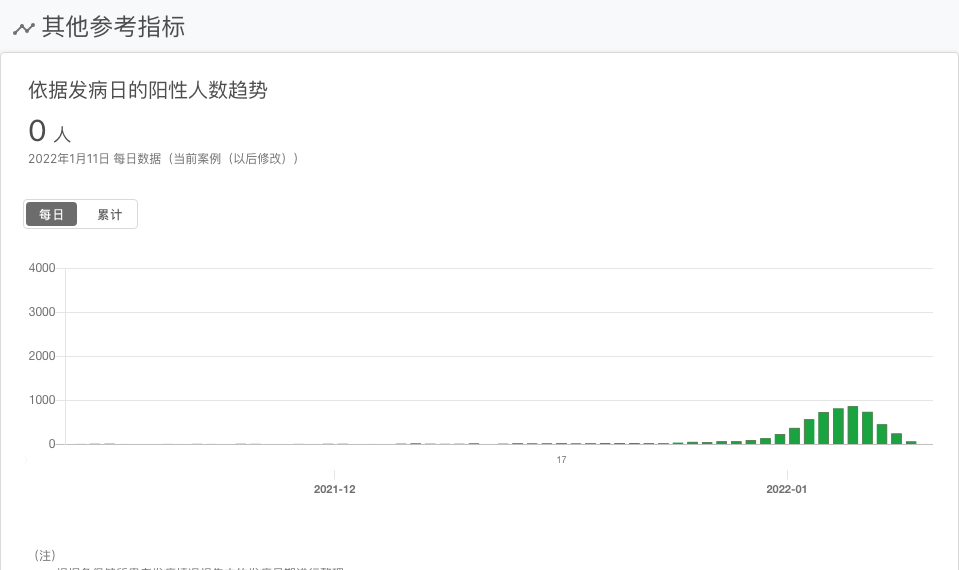 其他参考指标
依据发病日的阳性人数趋势
0 人
2022年1月11日 每日数据（当前案例（以后修改））
每日 累计
4000
3000
2000
1000
0
17
2021-12 2022-01
（注）